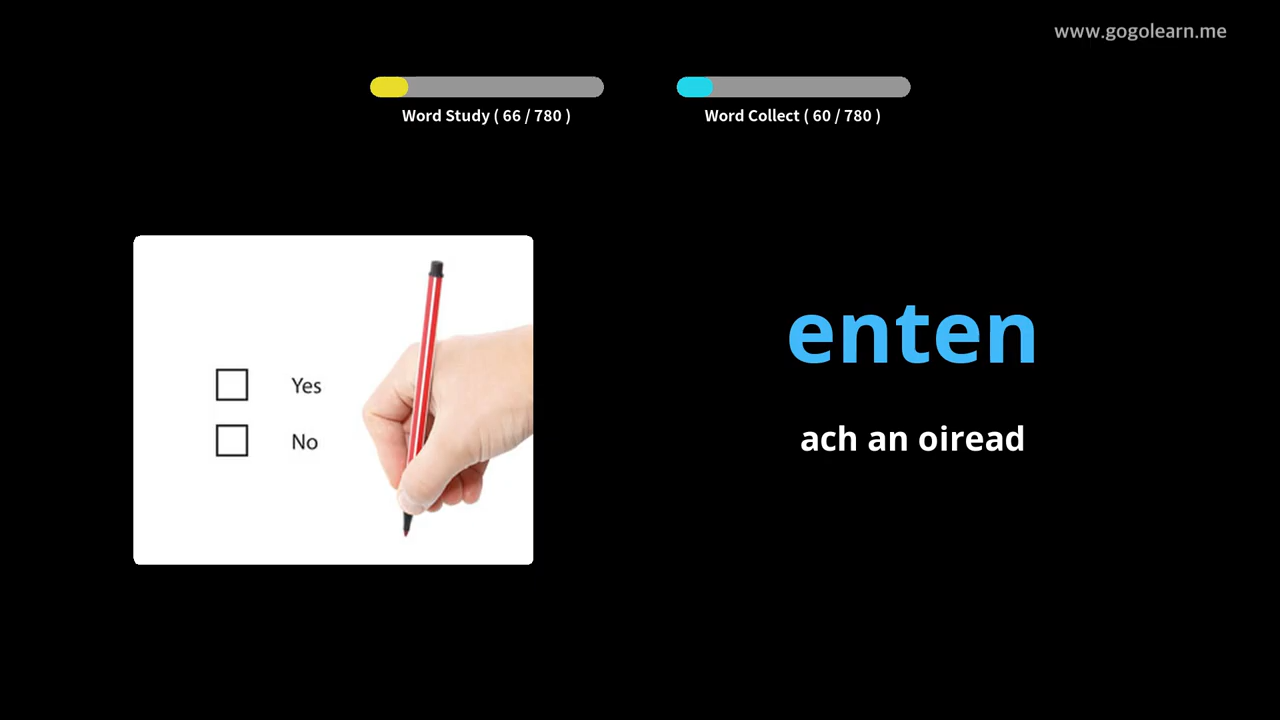 www.gogolearn.me
Word Study ( 66 / 780 )
Word Collect ( 60 / 780 )
Yes
No
enten
ach an oiread